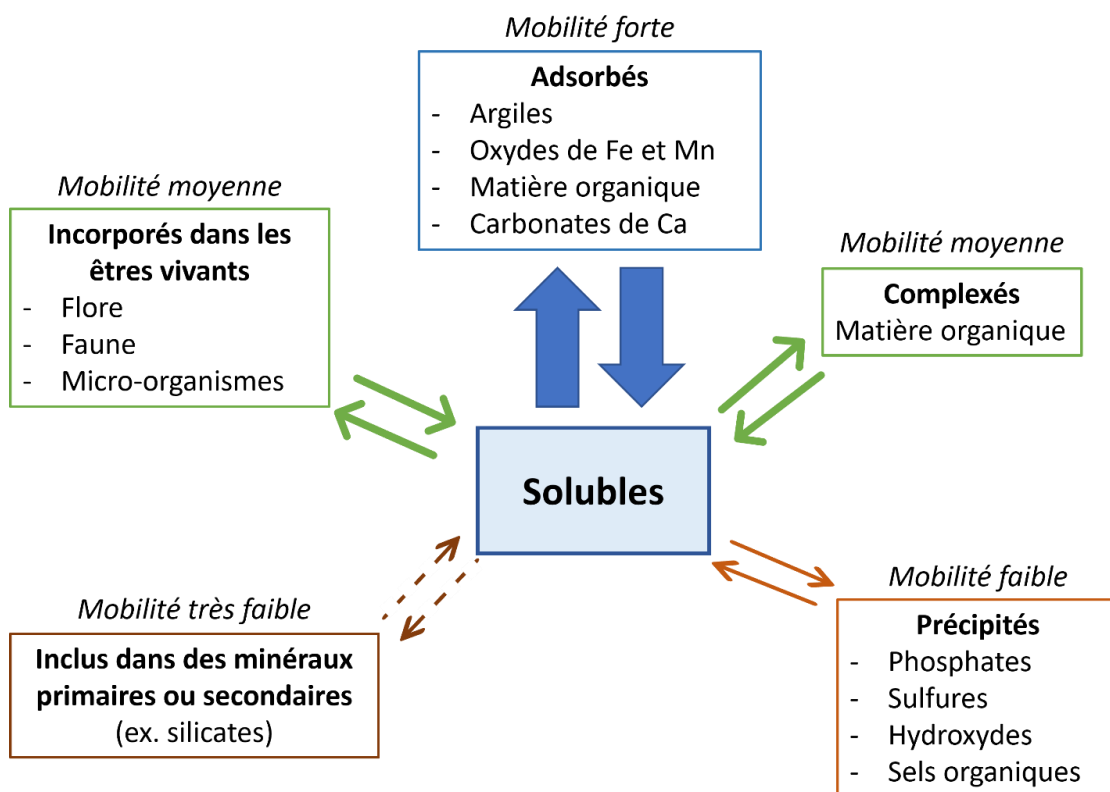 Mobilité forte
Adsorbés
- Argiles
- Oxydes de Fe et Mn
- Matière organique
- Carbonates de Ca
Mobilité moyenne
Incorporés dans les
êtres vivants
- Flore
- Faune
- Micro-organismes
Mobilité moyenne
Complexés
Matière organique
Solubles
Mobilité très faible
Inclus dans des minéraux
primaires ou secondaires
(ex. silicates)
Mobilité faible
Précipités
- Phosphates
- Sulfures
- Hydroxydes
- Sels organiques